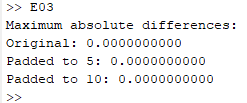 >> E03
Maximum absolute differences:
Original: 0.0000000000
Padded to 5: 0.0000000000
Padded to 10: 0.0000000000
>>